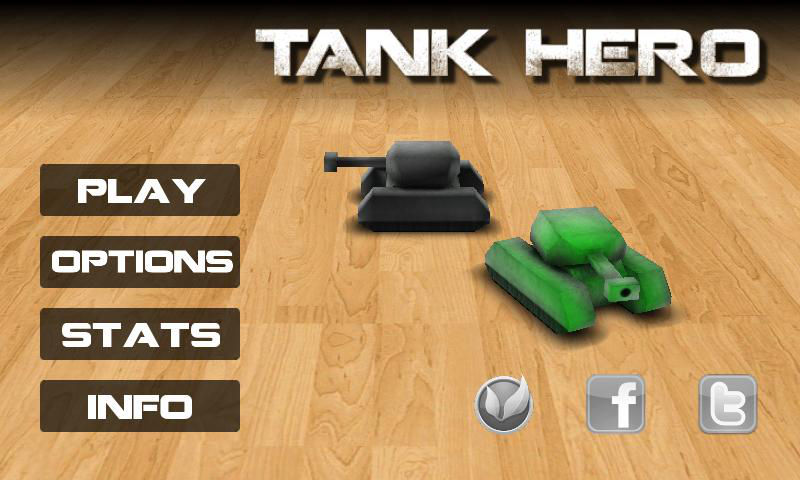 TANK HERO
PLAY
OPTIONS
STATS
INFO
f
t